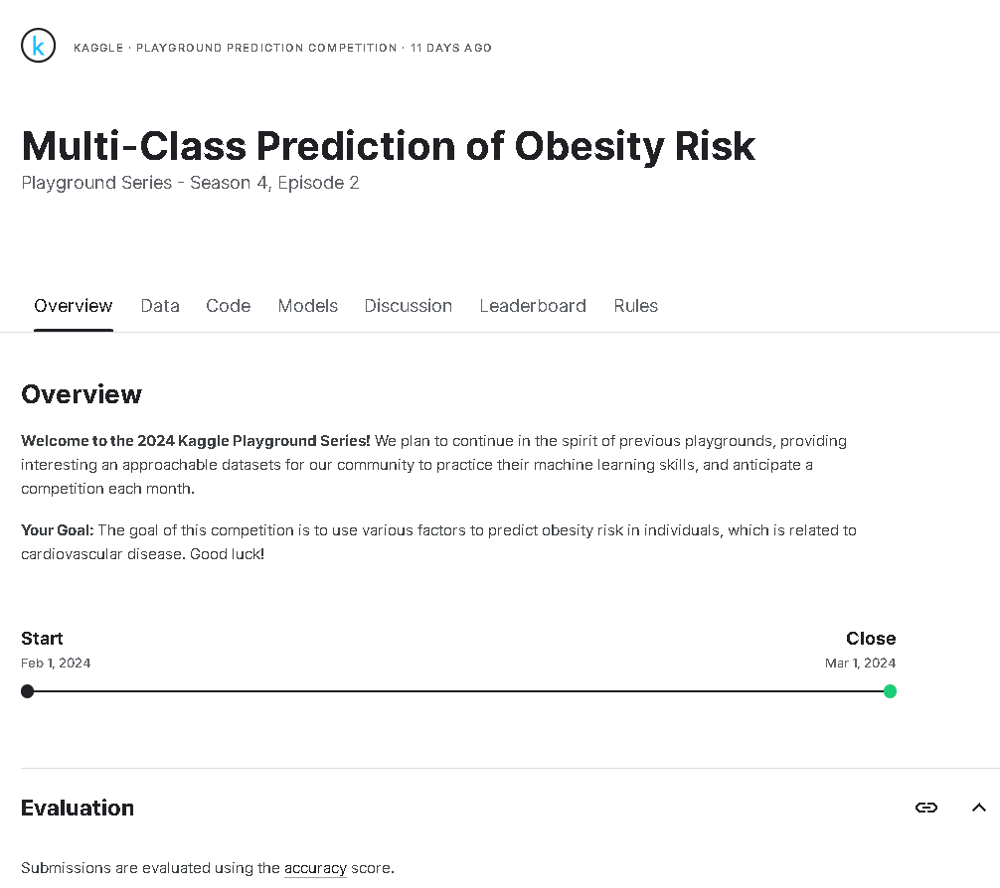 k
KAGGLE · PLAYGROUND PREDICTION COMPETITION · 11 DAYS AGO
Multi-Class Prediction of Obesity Risk
Playground Series - Season 4, Episode 2
Overview Data Code Models Discussion Leaderboard Rules
Overview
Welcome to the 2024 Kaggle Playground Series! We plan to continue in the spirit of previous playgrounds, providing
interesting an approachable datasets for our community to practice their machine learning skills, and anticipate a
competition each month.
Your Goal: The goal of this competition is to use various factors to predict obesity risk in individuals, which is related to
cardiovascular disease. Good luck!
Start Close
Feb 1, 2024 Mar 1, 2024
Evaluation
Submissions are evaluated using the accuracy score.